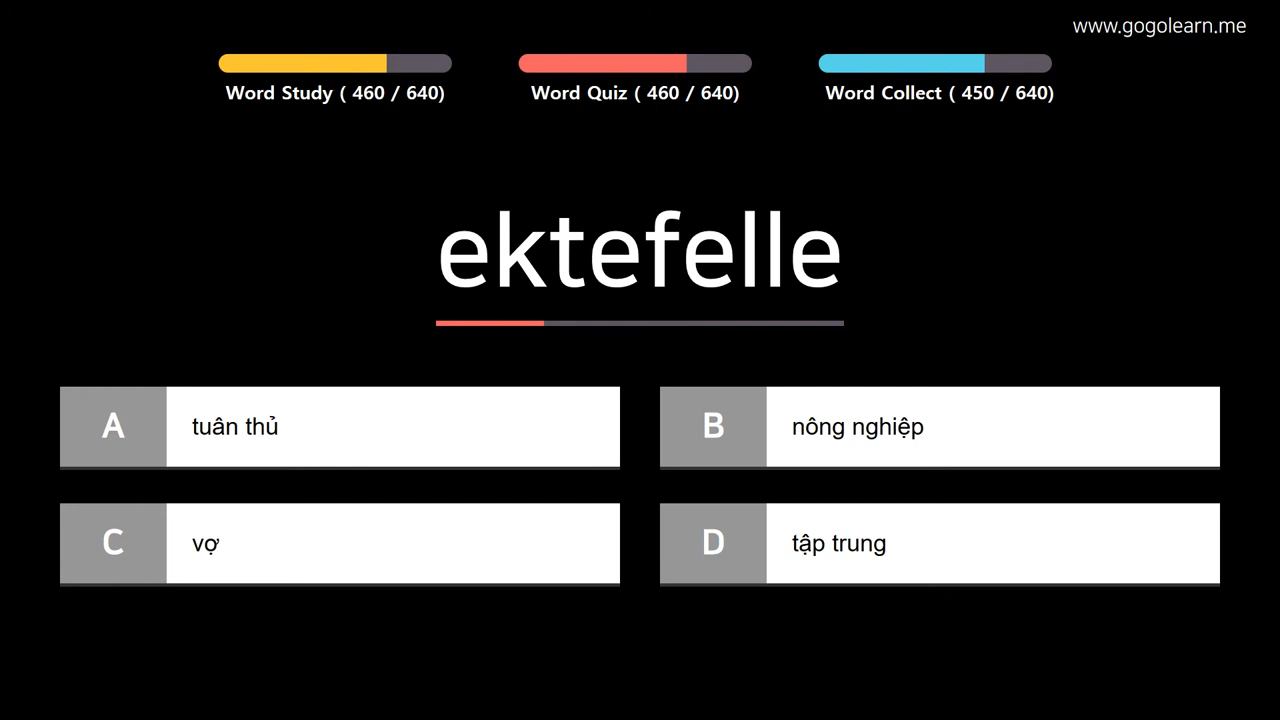 www.gogolearn.me
Word Study ( 460 / 640)
Word Quiz ( 460 / 640)
Word Collect ( 450 / 640)
ektefelle
A tuân thủ
B nông nghiệp
C vợ
D tập trung